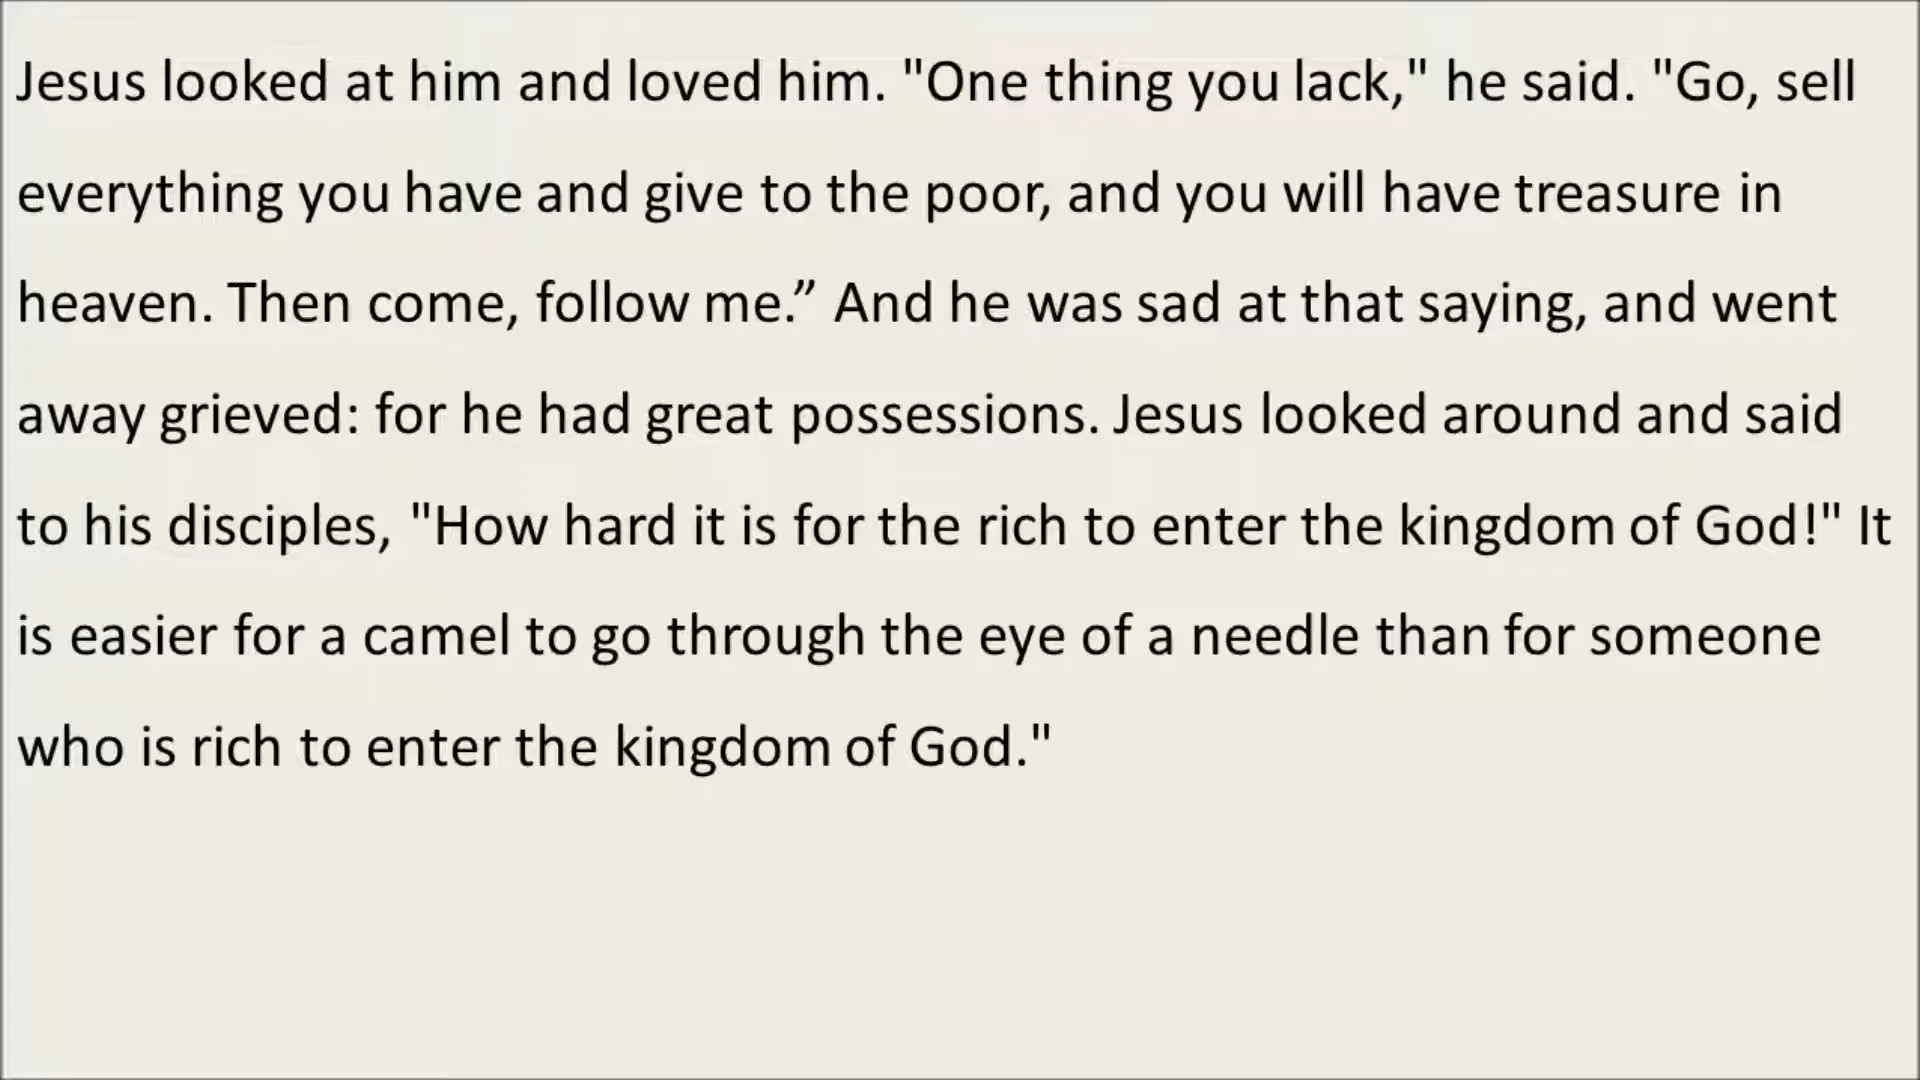 Jesus looked at him and loved him. "One thing you lack," he said. "Go, sell
everything you have and give to the poor, and you will have treasure in
heaven. Then come, follow me.” And he was sad at that saying, and went
away grieved: for he had great possessions. Jesus looked around and said
to his disciples, "How hard it is for the rich to enter the kingdom of God!" It
is easier for a camel to go through the eye of a needle than for someone
who is rich to enter the kingdom of God."